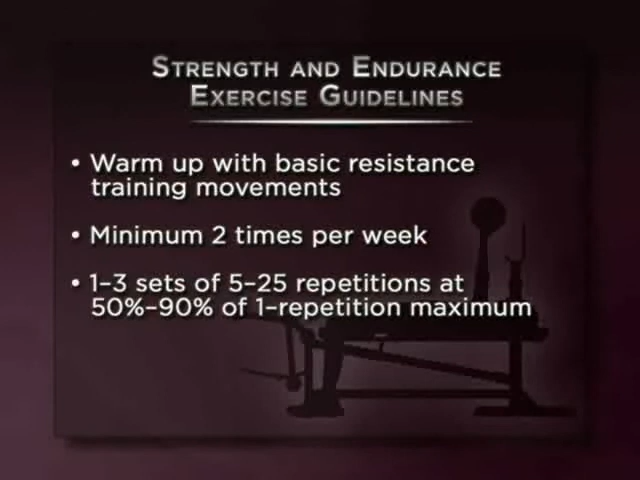 STRENGTH AND ENDURANCE
EXERCISE GUIDELINES
• Warm up with basic resistance
training movements
• Minimum 2 times per week
• 1–3 sets of 5–25 repetitions at
50%–90% of 1–repetition maximum